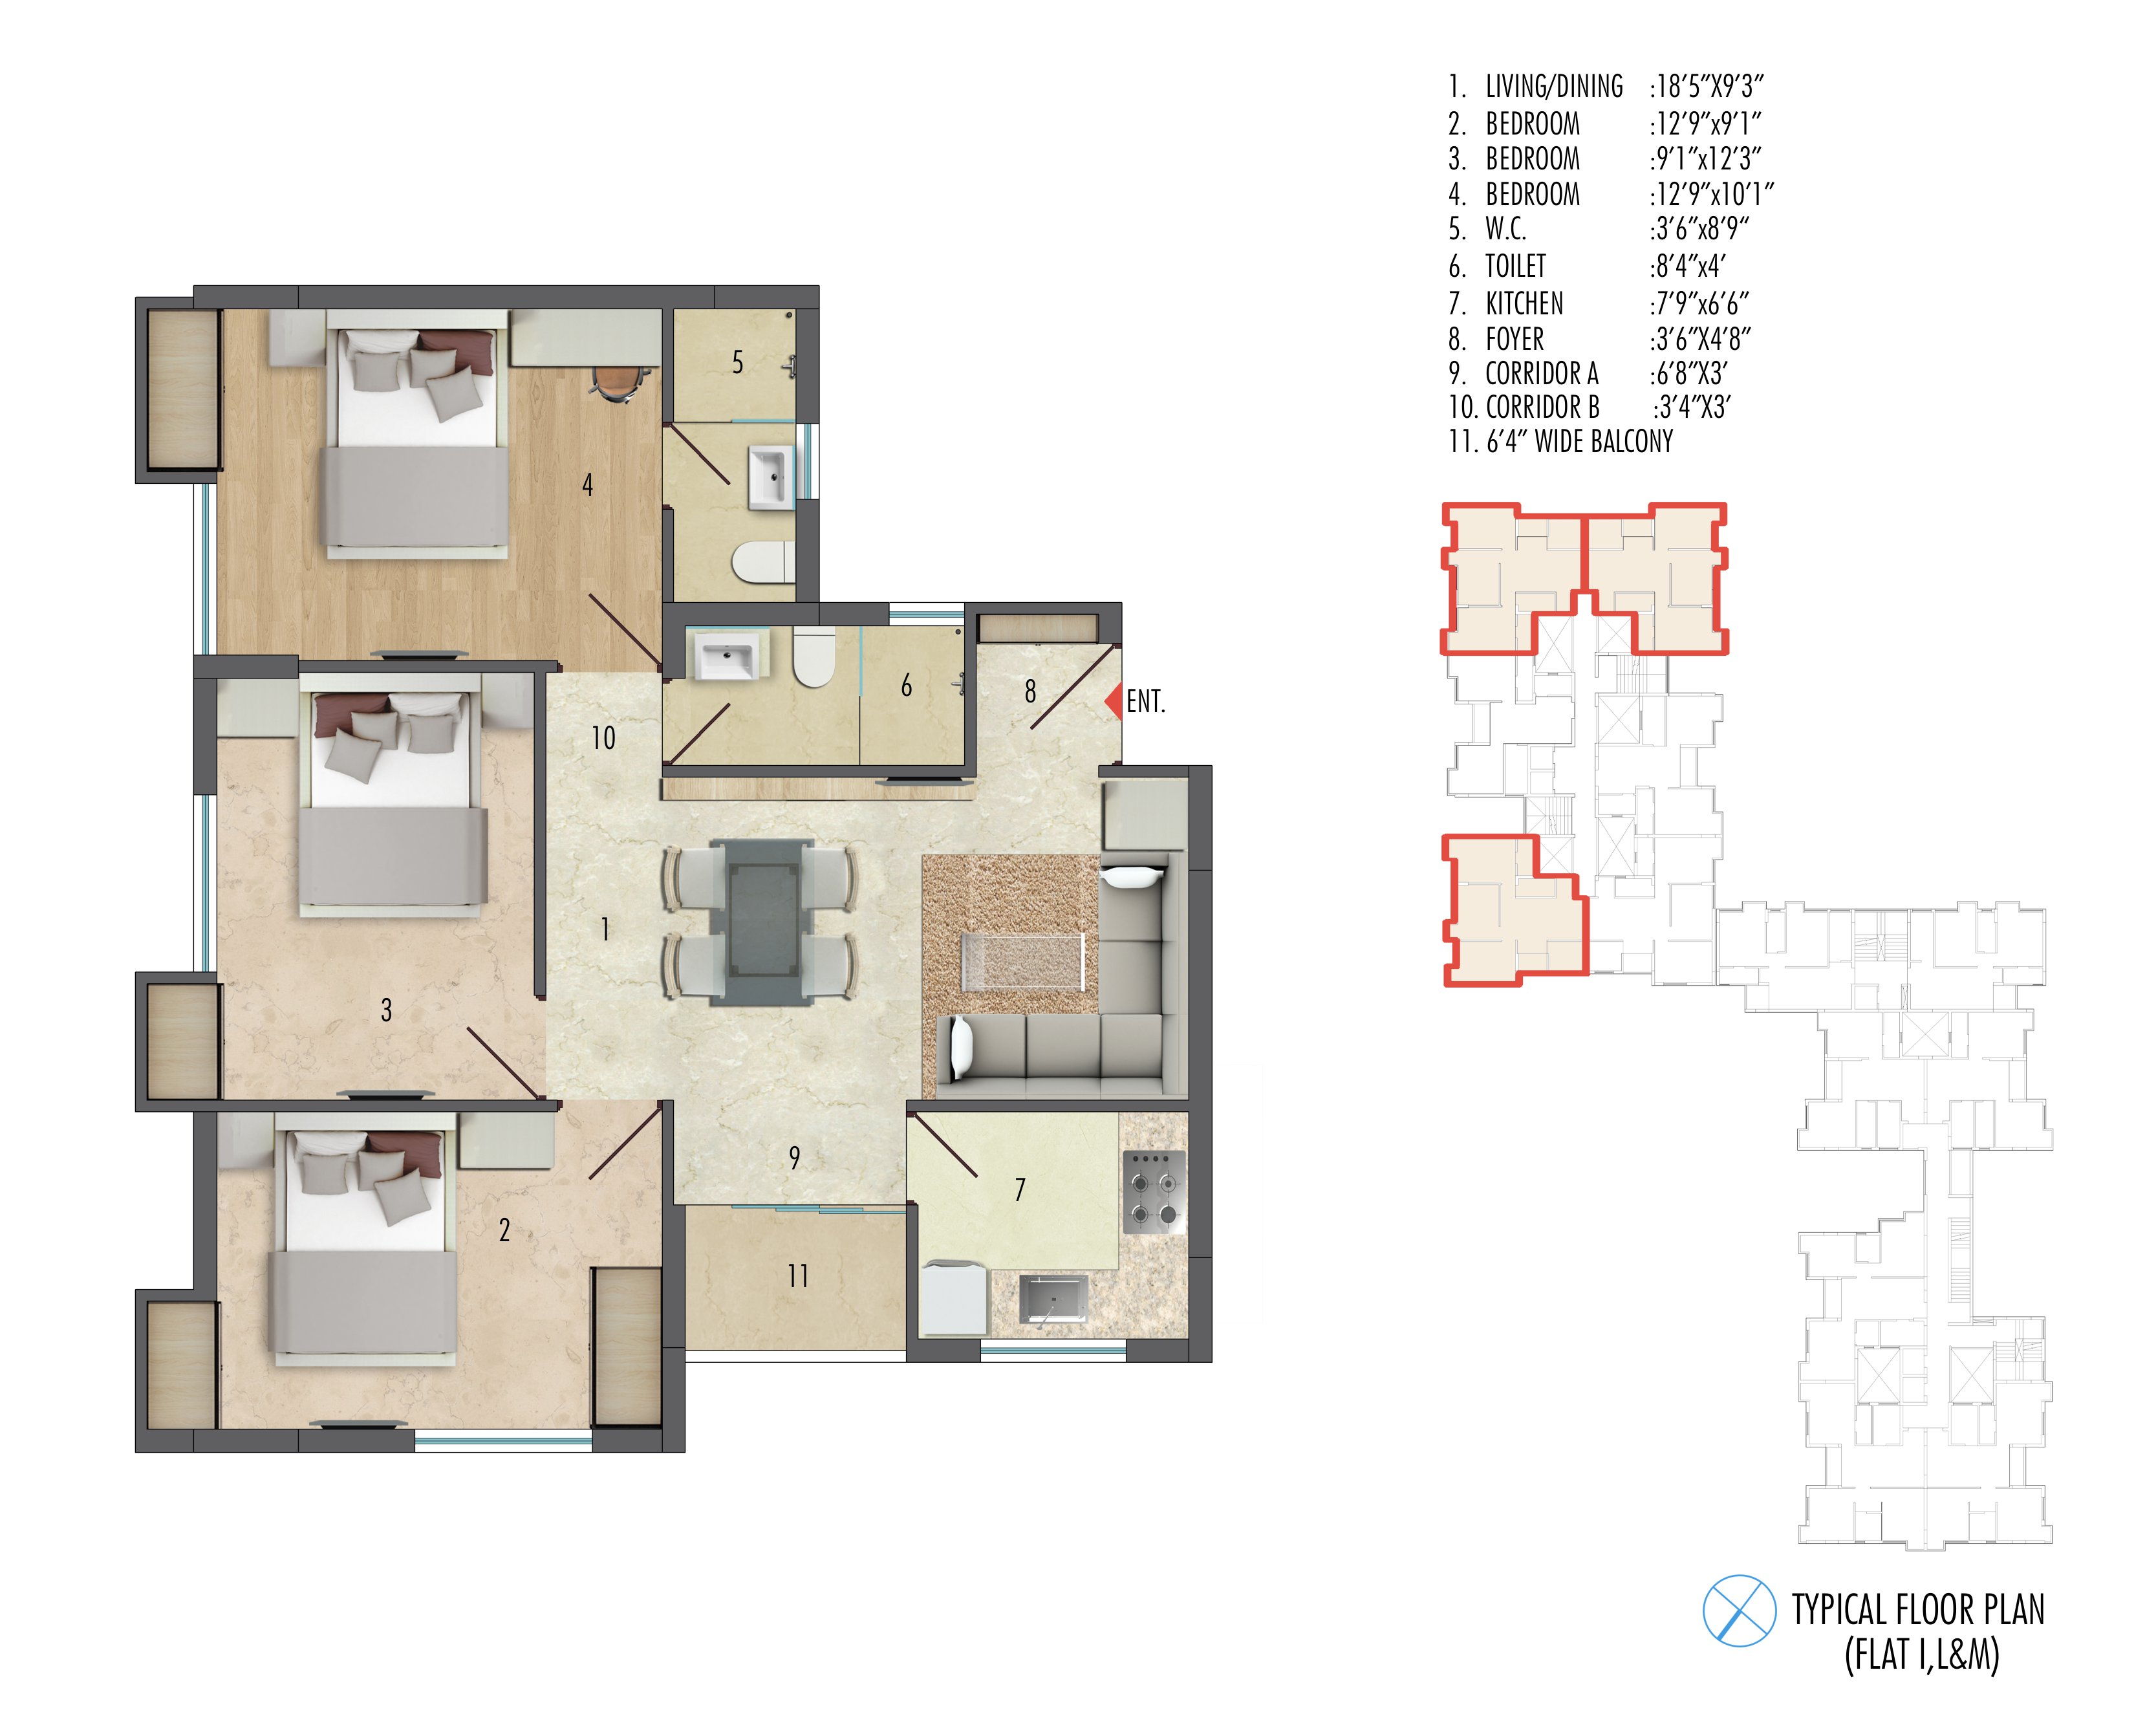 1. LIVING/DINING :18'5"X9'3"
2. BEDROOM :12'9"x9'1"
3. BEDROOM :9'1"x12'3"
4. BEDROOM :12'9"x10'1"
5. W.C. :3'6"x8'9"
6. TOILET :8'4"x4'
7. KITCHEN :7'9"x6'6"
8. FOYER :3'6"X4'8"
9. CORRIDOR A :6'8"X3'
10. CORRIDOR B :3'4"X3'
11. 6'4" WIDE BALCONY
5
4
6
8
ENT.
10
1
3
9
7
2
11
TYPICAL FLOOR PLAN
(FLAT I,L&M)